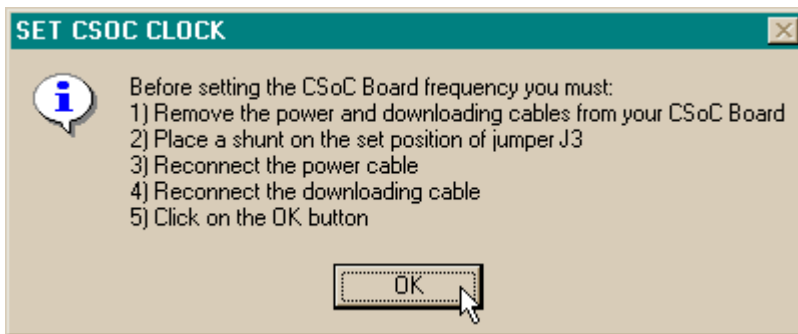 SET CSOC CLOCK
Before setting the CSoC Board frequency you must:
1) Remove the power and downloading cables from your CSoC Board
2) Place a shunt on the set position of jumper J3
3) Reconnect the power cable
4) Reconnect the downloading cable
5) Click on the OK button
OK